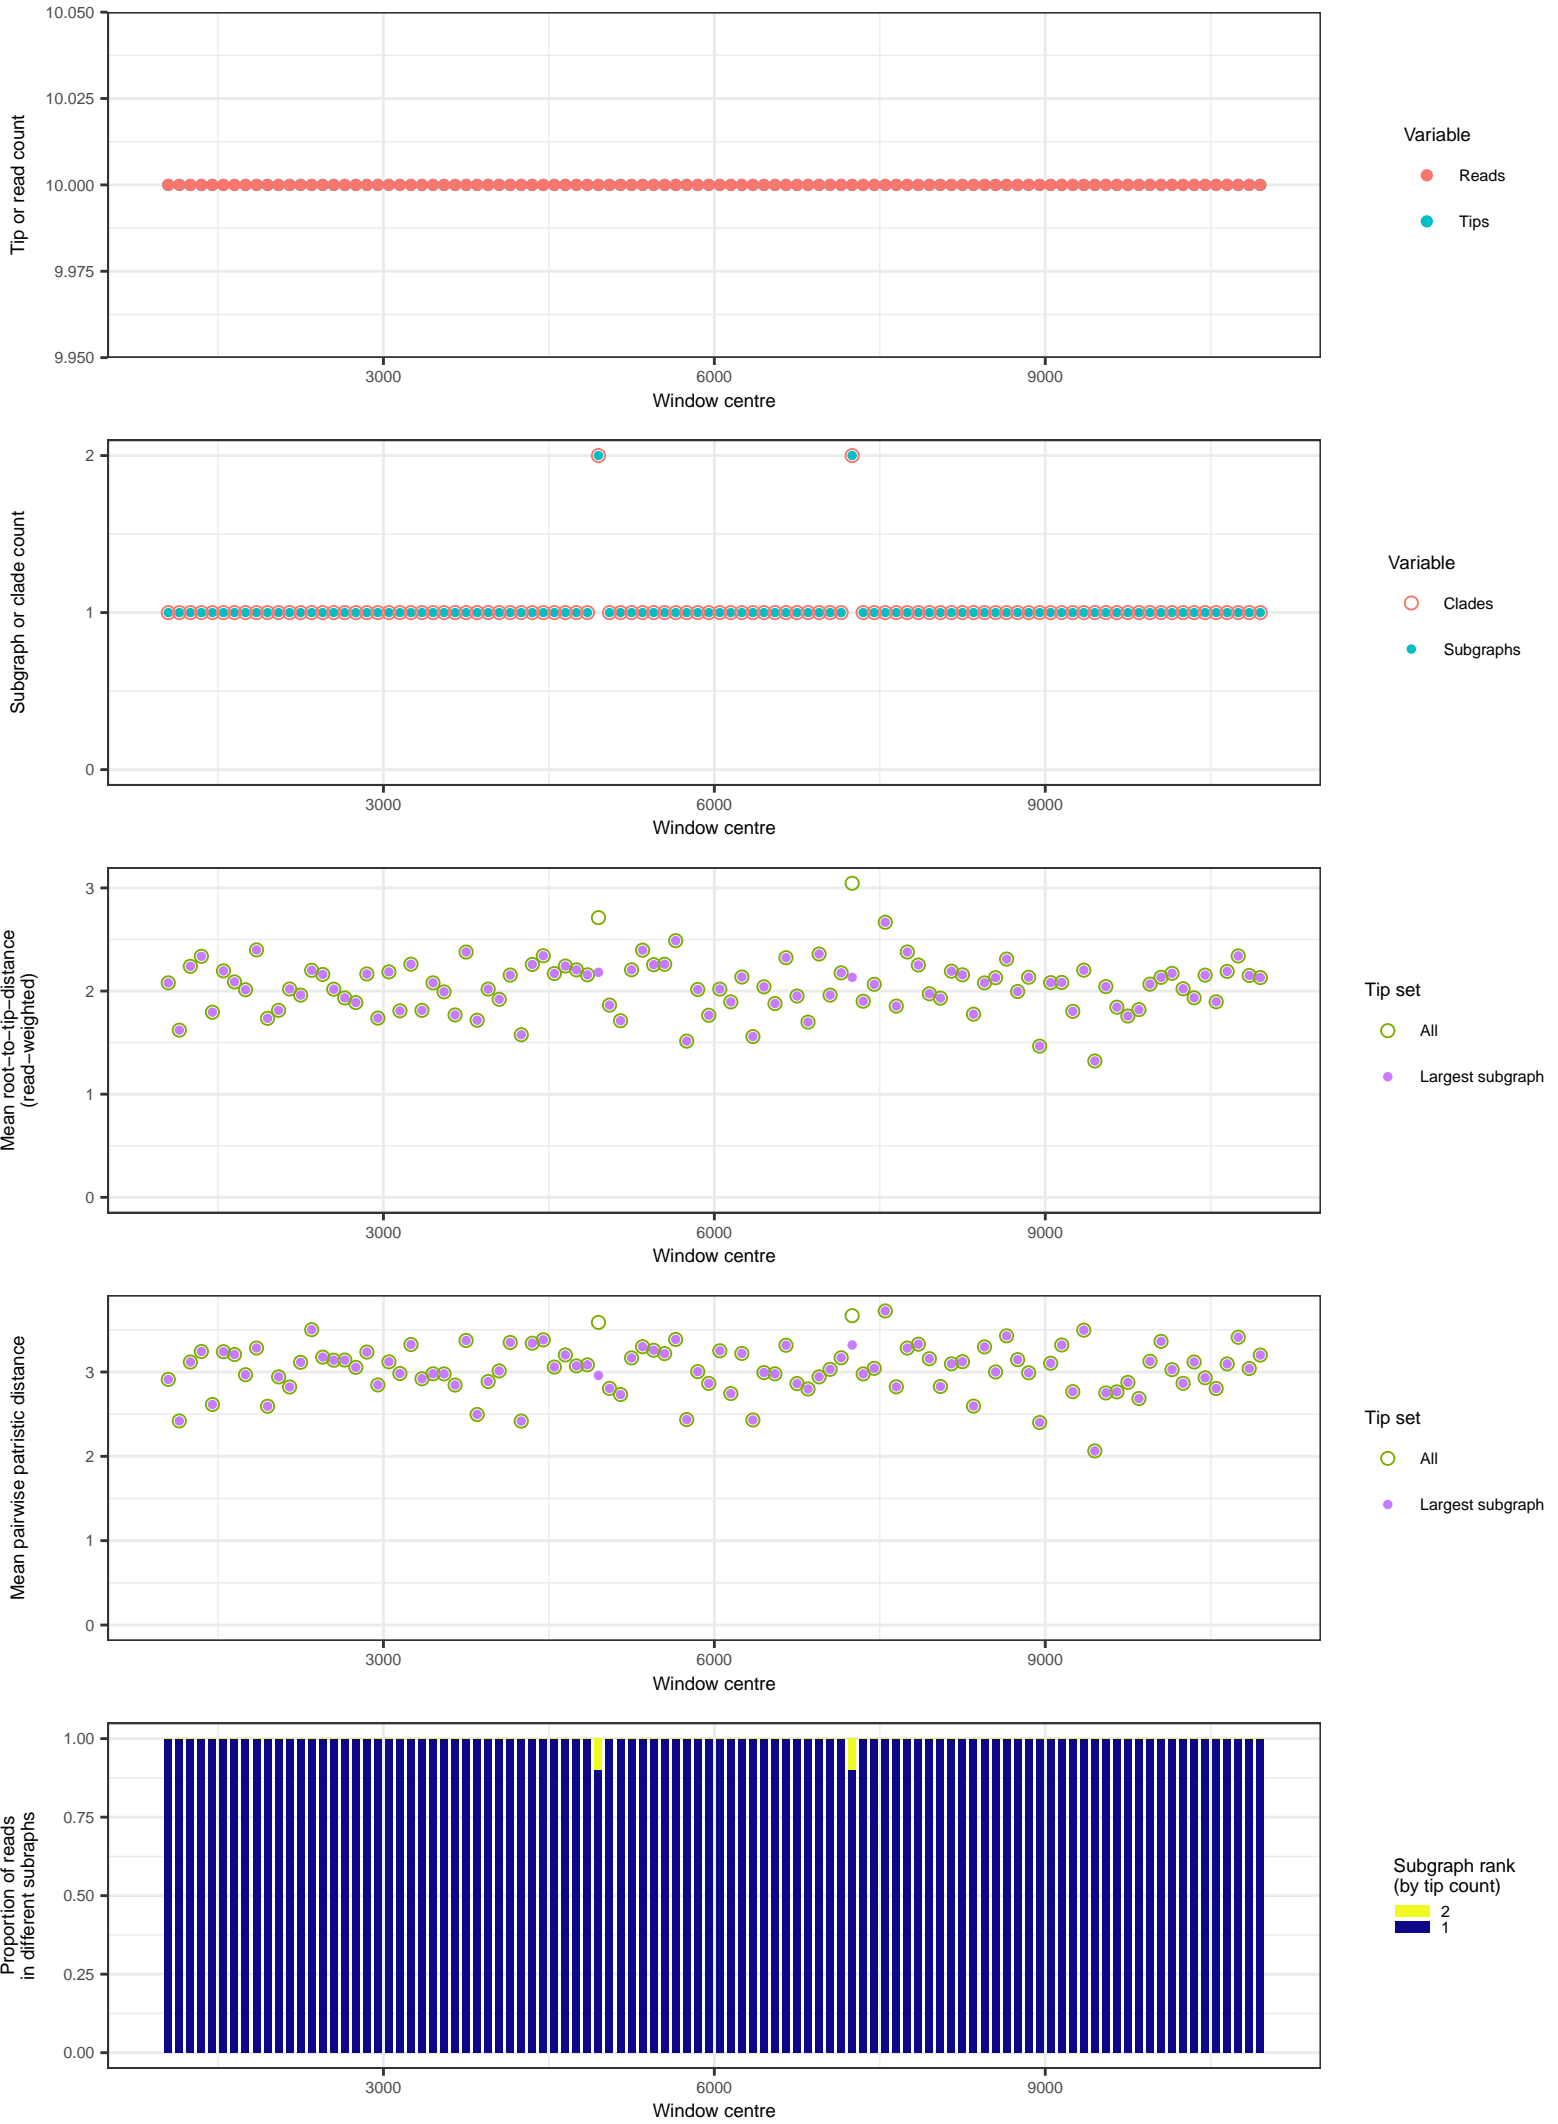 10.050
10.025
10.000
9.975
9.950
Tip or read count
3000
6000
9000
Window centre
Variable
Reads
Tips
2
1
0
Subgraph or clade count
3000
6000
9000
Window centre
Variable
Clades
Subgraphs
3
2
1
0
Mean root−to−tip−distance
(read−weighted)
3000
6000
9000
Window centre
Tip set
All
Largest subgraph
3
2
1
0
Mean pairwise patristic distance
3000
6000
9000
Window centre
Tip set
All
Largest subgraph
1.00
0.75
0.50
0.25
0.00
Proportion of reads
in different subraphs
3000
6000
9000
Window centre
Subgraph rank
(by tip count)
2
1